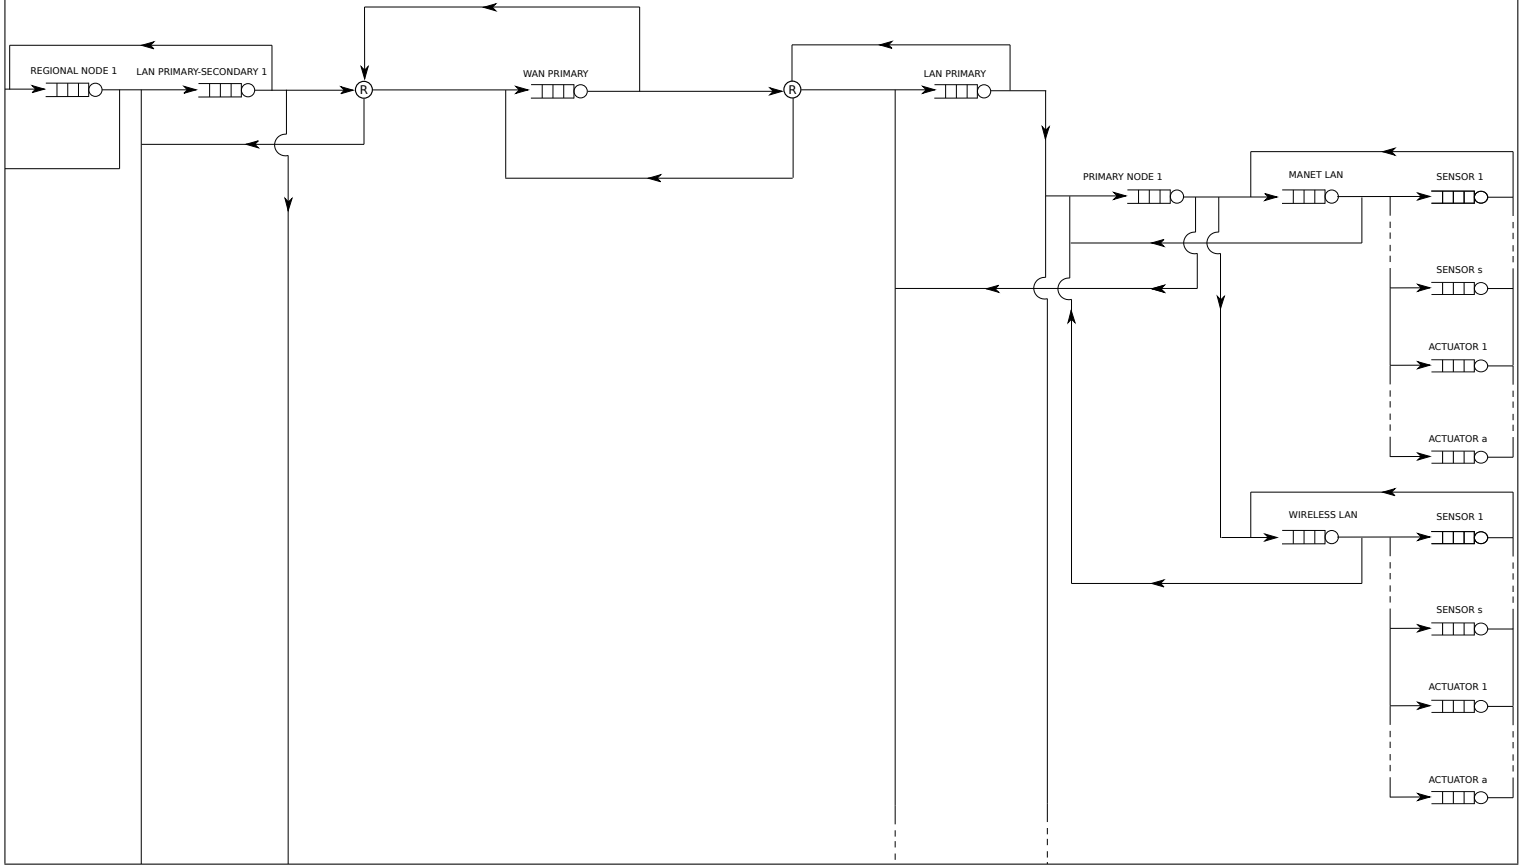 REGIONAL NODE 1
LAN PRIMARY-SECONDARY 1
R
WAN PRIMARY
R
LAN PRIMARY
PRIMARY NODE 1
MANET LAN
SENSOR 1
SENSOR s
ACTUATOR 1
ACTUATOR a
WIRELESS LAN
SENSOR 1
SENSOR s
ACTUATOR 1
ACTUATOR a